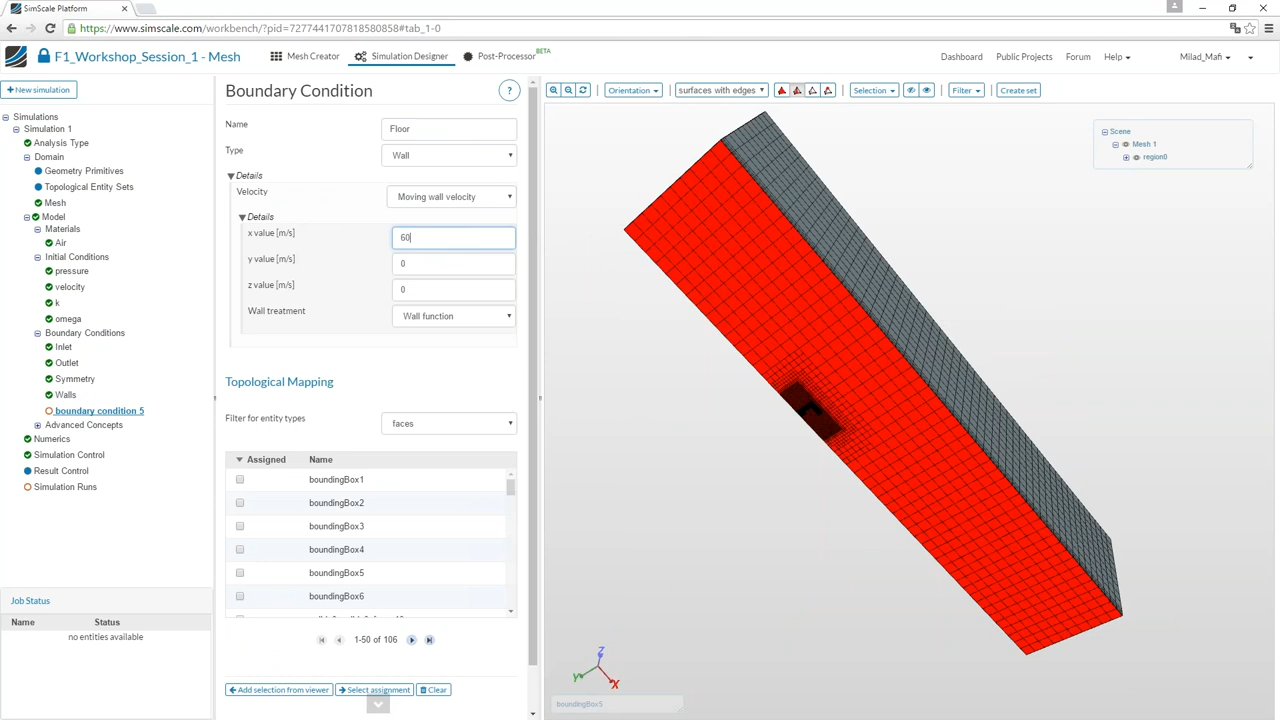 SimScale Platform
https://www.simscale.com/workbench/?pid=7277441707818580858#tab_1-0
F1_Workshop_Session_1 - Mesh
Mesh Creator
Simulation Designer
Post-Processor BETA
Dashboard
Public Projects
Forum
Help
Milad_Mafi
+ New simulation
Simulations
Simulation 1
Analysis Type
Domain
Geometry Primitives
Topological Entity Sets
Mesh
Model
Materials
Air
Initial Conditions
pressure
velocity
k
omega
Boundary Conditions
Inlet
Outlet
Symmetry
Walls
boundary condition 5
Advanced Concepts
Numerics
Simulation Control
Result Control
Simulation Runs
Job Status
Name Status
no entities available
Boundary Condition
?
Name Floor
Type Wall
Details
Velocity Moving wall velocity
Details
x value [m/s] 60
y value [m/s] 0
z value [m/s] 0
Wall treatment Wall function
Topological Mapping
Filter for entity types faces
Assigned Name
boundingBox1
boundingBox2
boundingBox3
boundingBox4
boundingBox5
boundingBox6
1-50 of 106
Add selection from viewer
Select assignment
Clear
Orientation
surfaces with edges
Selection
Filter
Create set
Scene
Mesh 1
region0
Z
Y
X
boundingBox5